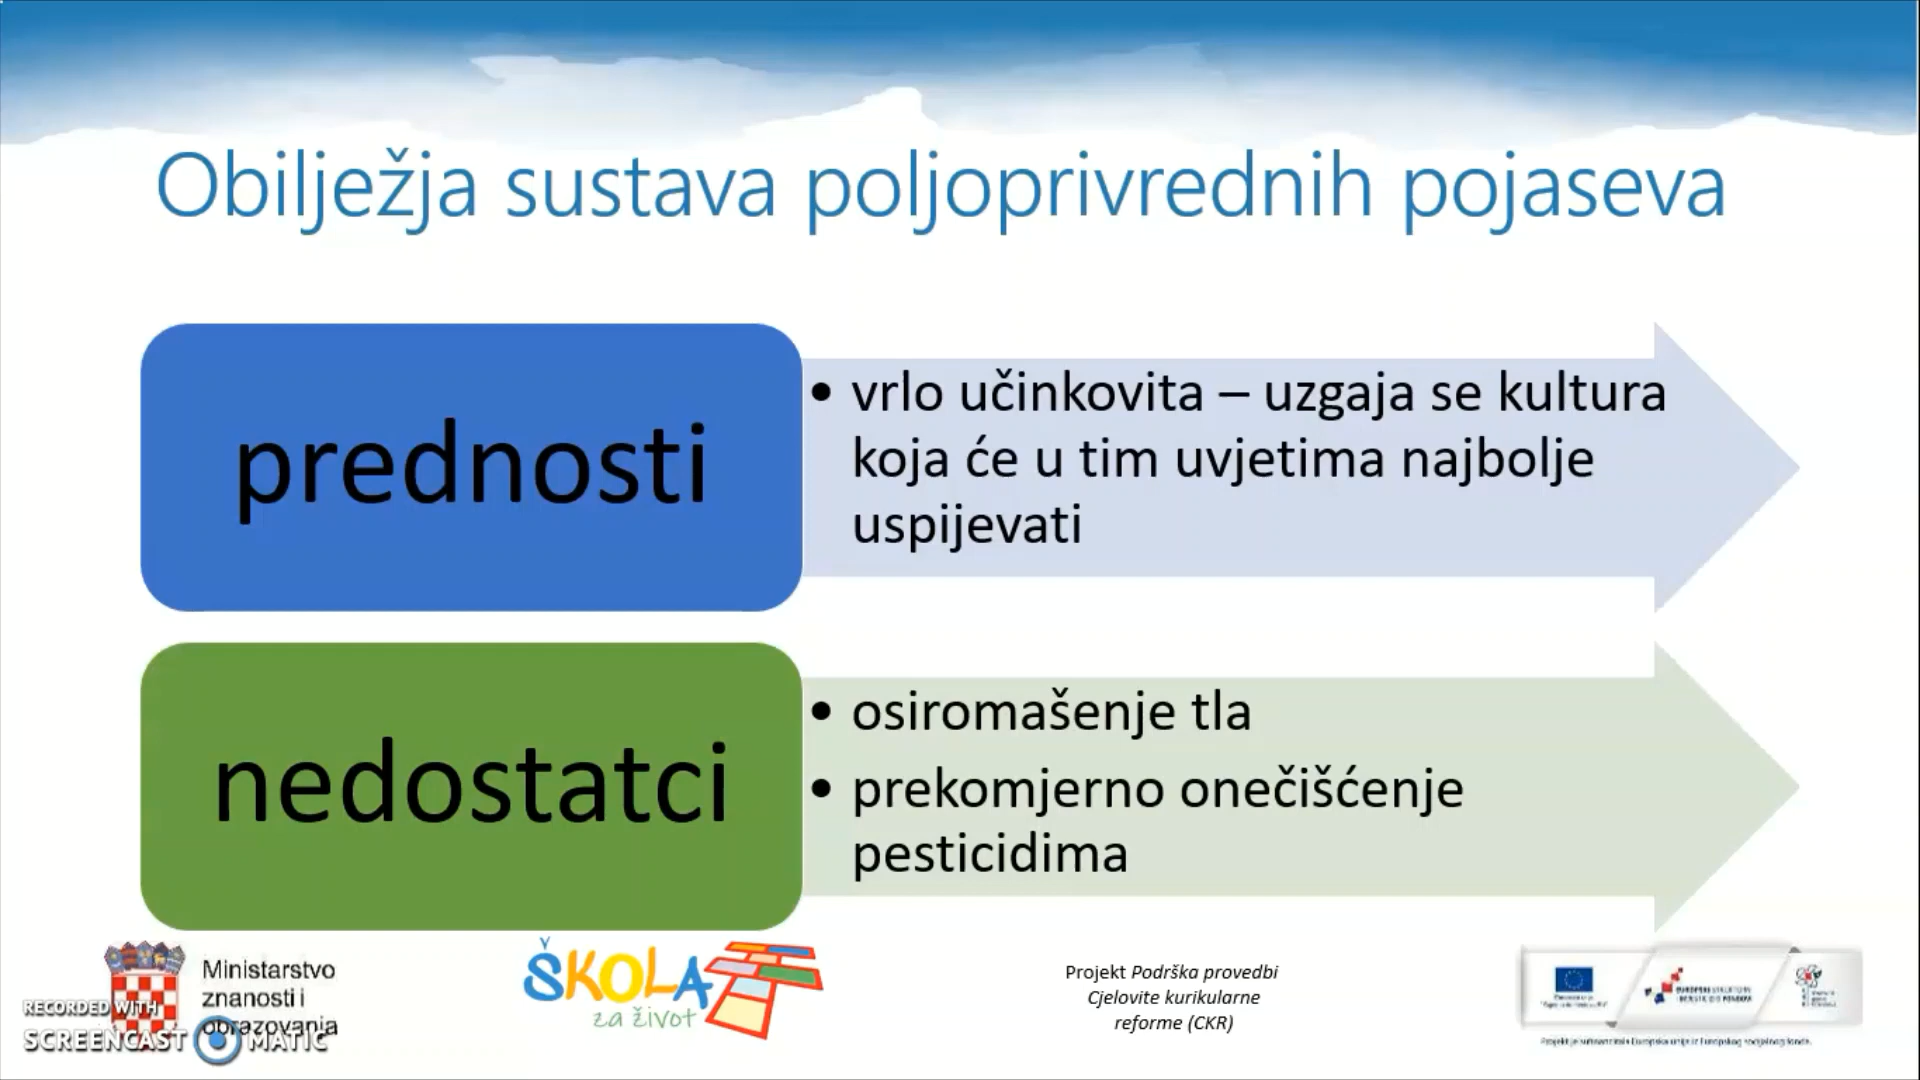 Obilježja sustava poljoprivrednih pojaseva
prednosti
• vrlo učinkovita – uzgaja se kultura
koja će u tim uvjetima najbolje
uspijevati
nedostatci
• osiromašenje tla
• prekomjerno onečišćenje
pesticidima
Ministarstvo
znanosti i
obrazovanja
RECORDED WITH
SCREENCAST MATIC
ŠKOLA
za život
Projekt Podrška provedbi
Cjelovite kurikularne
reforme (CKR)